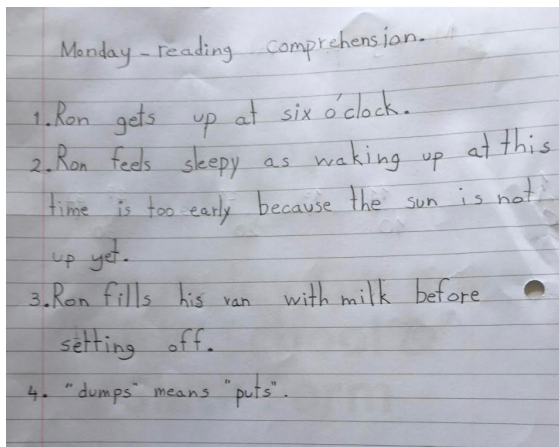 Monday - reading comprehension.
1. Ron gets up at six o'clock.
2. Ron feels sleepy as waking up at this
time is too early because the sun is not
up yet.
3. Ron fills his van with milk before
setting off.
4. "dumps" means "puts".